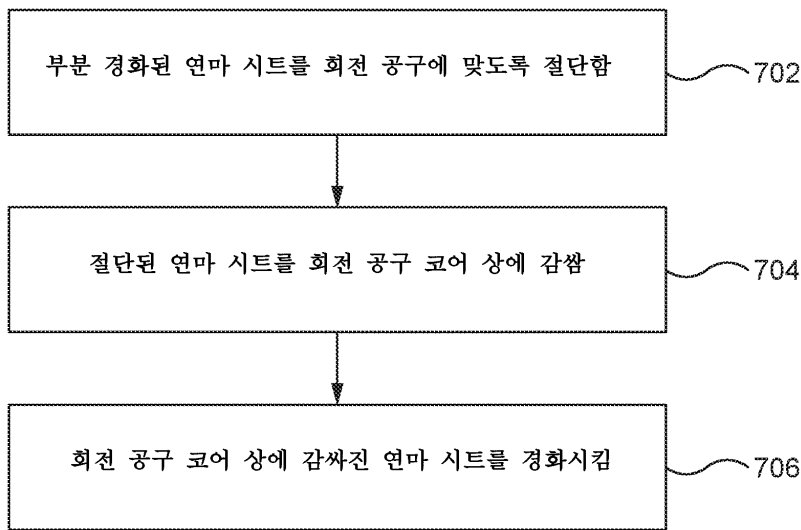 부분 경화된 연마 시트를 회전 공구에 맞도록 절단함
702
절단된 연마 시트를 회전 공구 코어 상에 감쌈
704
회전 공구 코어 상에 감싸진 연마 시트를 경화시킴
706